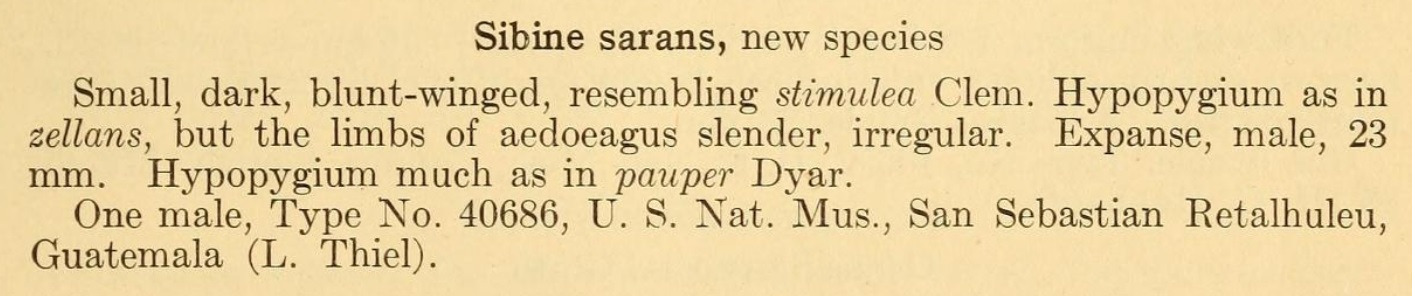 Sibine sarans, new species
Small, dark, blunt-winged, resembling stimulea Clem. Hypopygium as in
zellans, but the limbs of aedoeagus slender, irregular. Expanse, male, 23
mm. Hypopygium much as in pauper Dyar.
One male, Type No. 40686, U. S. Nat. Mus., San Sebastian Retalhuleu,
Guatemala (L. Thiel).